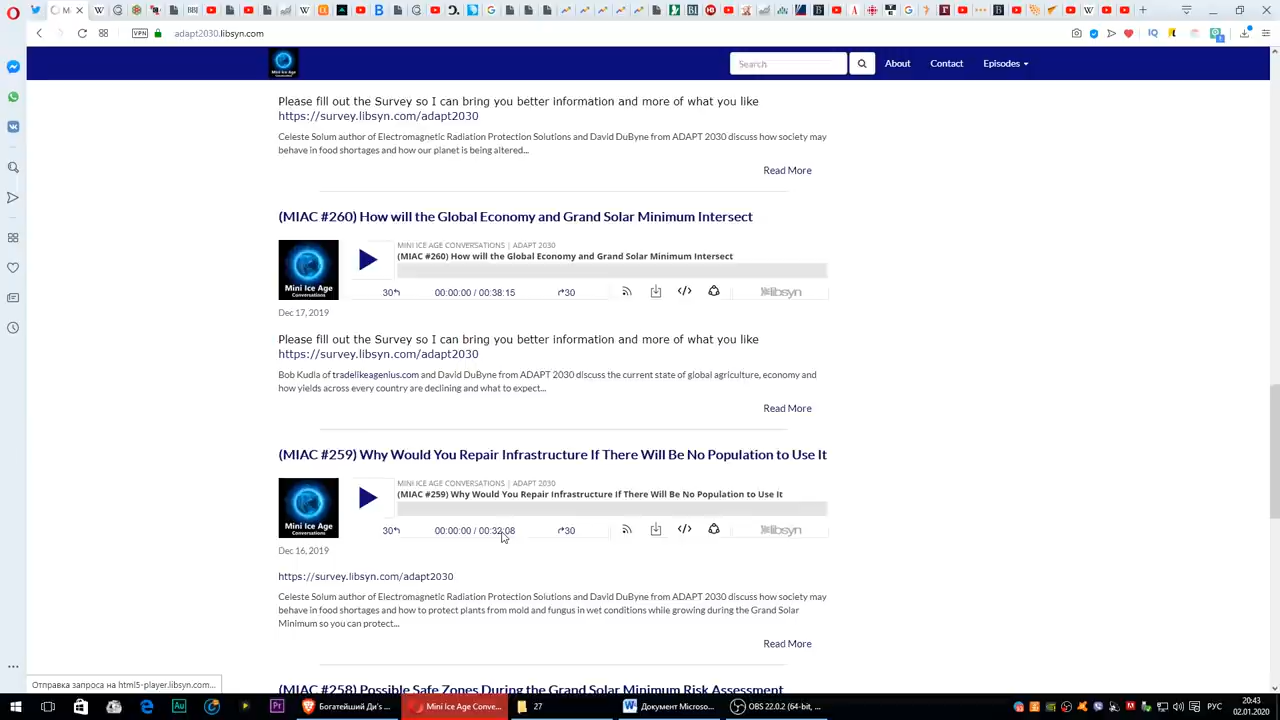 C M
VPN
adapt2030.libsyn.com
IQ
Search
About
Contact
Episodes
Please fill out the Survey so I can bring you better information and more of what you like
https://survey.libsyn.com/adapt2030
Celeste Solum author of Electromagnetic Radiation Protection Solutions and David DuByne from ADAPT 2030 discuss how society may
behave in food shortages and how our planet is being altered...
Read More
(MIAC #260) How will the Global Economy and Grand Solar Minimum Intersect
Mini Ice Age
Conversations
MINI ICE AGE CONVERSATIONS | ADAPT 2030
(MIAC #260) How will the Global Economy and Grand Solar Minimum Intersect
30
00:00:00 / 00:38:15
30
libsyn
Dec 17, 2019
Please fill out the Survey so I can bring you better information and more of what you like
https://survey.libsyn.com/adapt2030
Bob Kudla of tradelikeagenius.com and David DuByne from ADAPT 2030 discuss the current state of global agriculture, economy and
how yields across every country are declining and what to expect...
Read More
(MIAC #259) Why Would You Repair Infrastructure If There Will Be No Population to Use It
Mini Ice Age
Conversations
MINI ICE AGE CONVERSATIONS | ADAPT 2030
(MIAC #259) Why Would You Repair Infrastructure If There Will Be No Population to Use It
30
00:00:00 / 00:32:08
30
libsyn
Dec 16, 2019
https://survey.libsyn.com/adapt2030
Celeste Solum author of Electromagnetic Radiation Protection Solutions and David DuByne from ADAPT 2030 discuss how society may
behave in food shortages and how to protect plants from mold and fungus in wet conditions while growing during the Grand Solar
Minimum so you can protect...
Read More
(MIAC #258) Possible Safe Zones During the Grand Solar Minimum Risk Assessment
Отправка запроса на html5-player.libsyn.com...
Au
Pr
Богатейший Ди's ...
Mini Ice Age Conve...
27
Документ Microso...
OBS 22.0.2 (64-bit, ...
РУС
20:43
02.01.2020